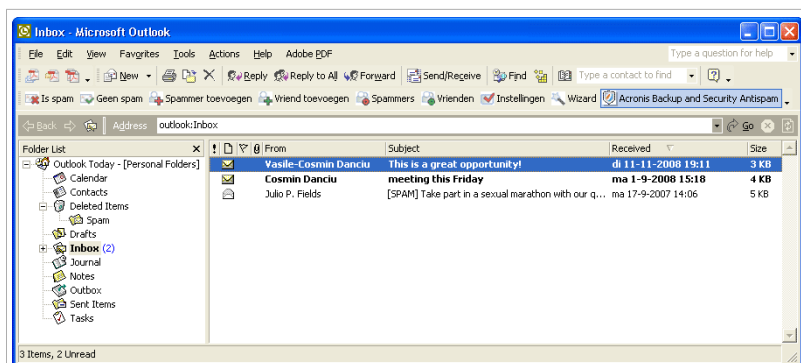 Inbox - Microsoft Outlook
File Edit View Favorites Tools Actions Help Adobe PDF Type a question for help
New Reply Reply to All Forward Send/Receive Find Type a contact to find
Is spam Geen spam Spammer toevoegen Vriend toevoegen Spammers Vrienden Instellingen Wizard Acronis Backup and Security Antispam
Back Address outlook:Inbox Go
Folder List x ! From Subject Received Size
Outlook Today - [Personal Folders] Vasile-Cosmin Danciu This is a great opportunity! di 11-11-2008 19:11 3 KB
Calendar Cosmin Danciu meeting this Friday ma 1-9-2008 15:18 4 KB
Contacts Julio P. Fields [SPAM] Take part in a sexual marathon with our q... ma 17-9-2007 14:06 5 KB
Deleted Items
Spam
Drafts
Inbox (2)
Journal
Notes
Outbox
Sent Items
Tasks
3 Items, 2 Unread